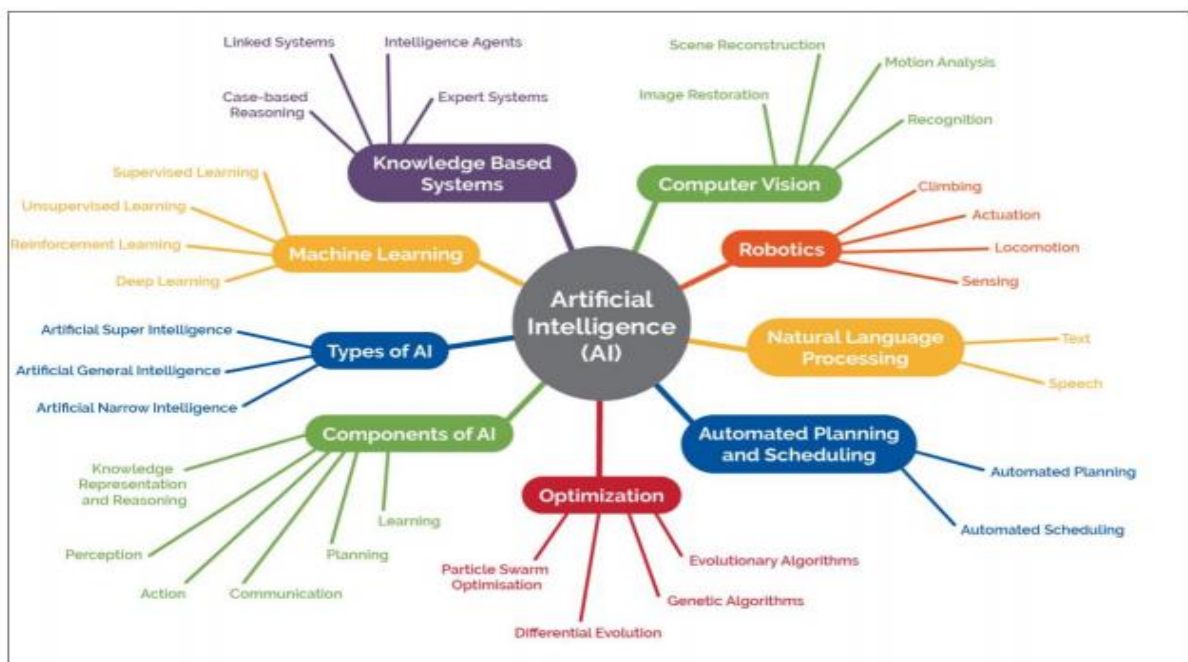 Linked Systems
Intelligence Agents
Case-based
Reasoning
Expert Systems
Knowledge Based
Systems
Scene Reconstruction
Motion Analysis
Image Restoration
Recognition
Computer Vision
Supervised Learning
Unsupervised Learning
Reinforcement Learning
Deep Learning
Machine Learning
Climbing
Actuation
Locomotion
Sensing
Robotics
Artificial
Intelligence
(AI)
Artificial Super Intelligence
Artificial General Intelligence
Artificial Narrow Intelligence
Types of AI
Natural Language
Processing
Text
Speech
Components of AI
Knowledge
Representation
and Reasoning
Perception
Action
Communication
Planning
Learning
Optimization
Particle Swarm
Optimisation
Differential Evolution
Genetic Algorithms
Evolutionary Algorithms
Automated Planning
and Scheduling
Automated Planning
Automated Scheduling